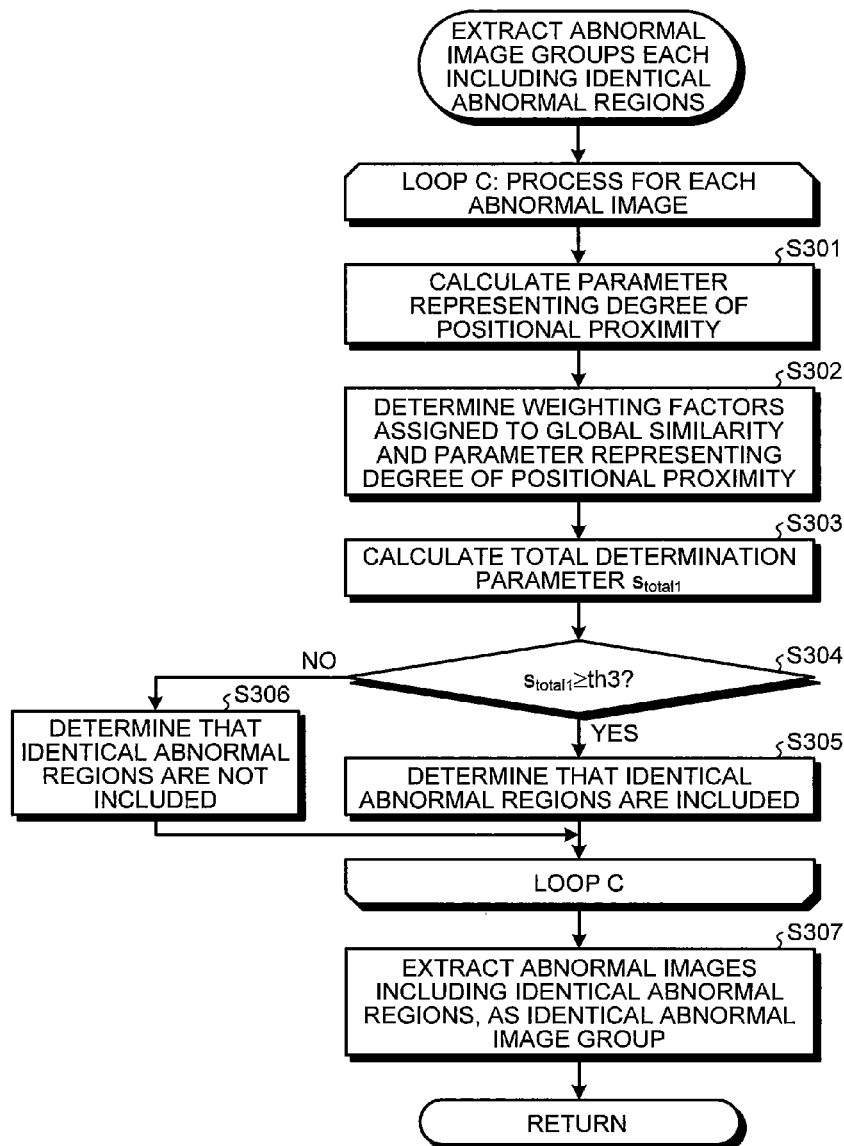 EXTRACT ABNORMAL
IMAGE GROUPS EACH
INCLUDING IDENTICAL
ABNORMAL REGIONS
LOOP C: PROCESS FOR EACH
ABNORMAL IMAGE
S301
CALCULATE PARAMETER
REPRESENTING DEGREE OF
POSITIONAL PROXIMITY
S302
DETERMINE WEIGHTING FACTORS
ASSIGNED TO GLOBAL SIMILARITY
AND PARAMETER REPRESENTING
DEGREE OF POSITIONAL PROXIMITY
S303
CALCULATE TOTAL DETERMINATION
PARAMETER stotal1
S304
stotal1≥th3?
NO
YES
S306
DETERMINE THAT
IDENTICAL ABNORMAL
REGIONS ARE NOT
INCLUDED
S305
DETERMINE THAT IDENTICAL
ABNORMAL REGIONS ARE INCLUDED
LOOP C
S307
EXTRACT ABNORMAL IMAGES
INCLUDING IDENTICAL ABNORMAL
REGIONS, AS IDENTICAL ABNORMAL
IMAGE GROUP
RETURN